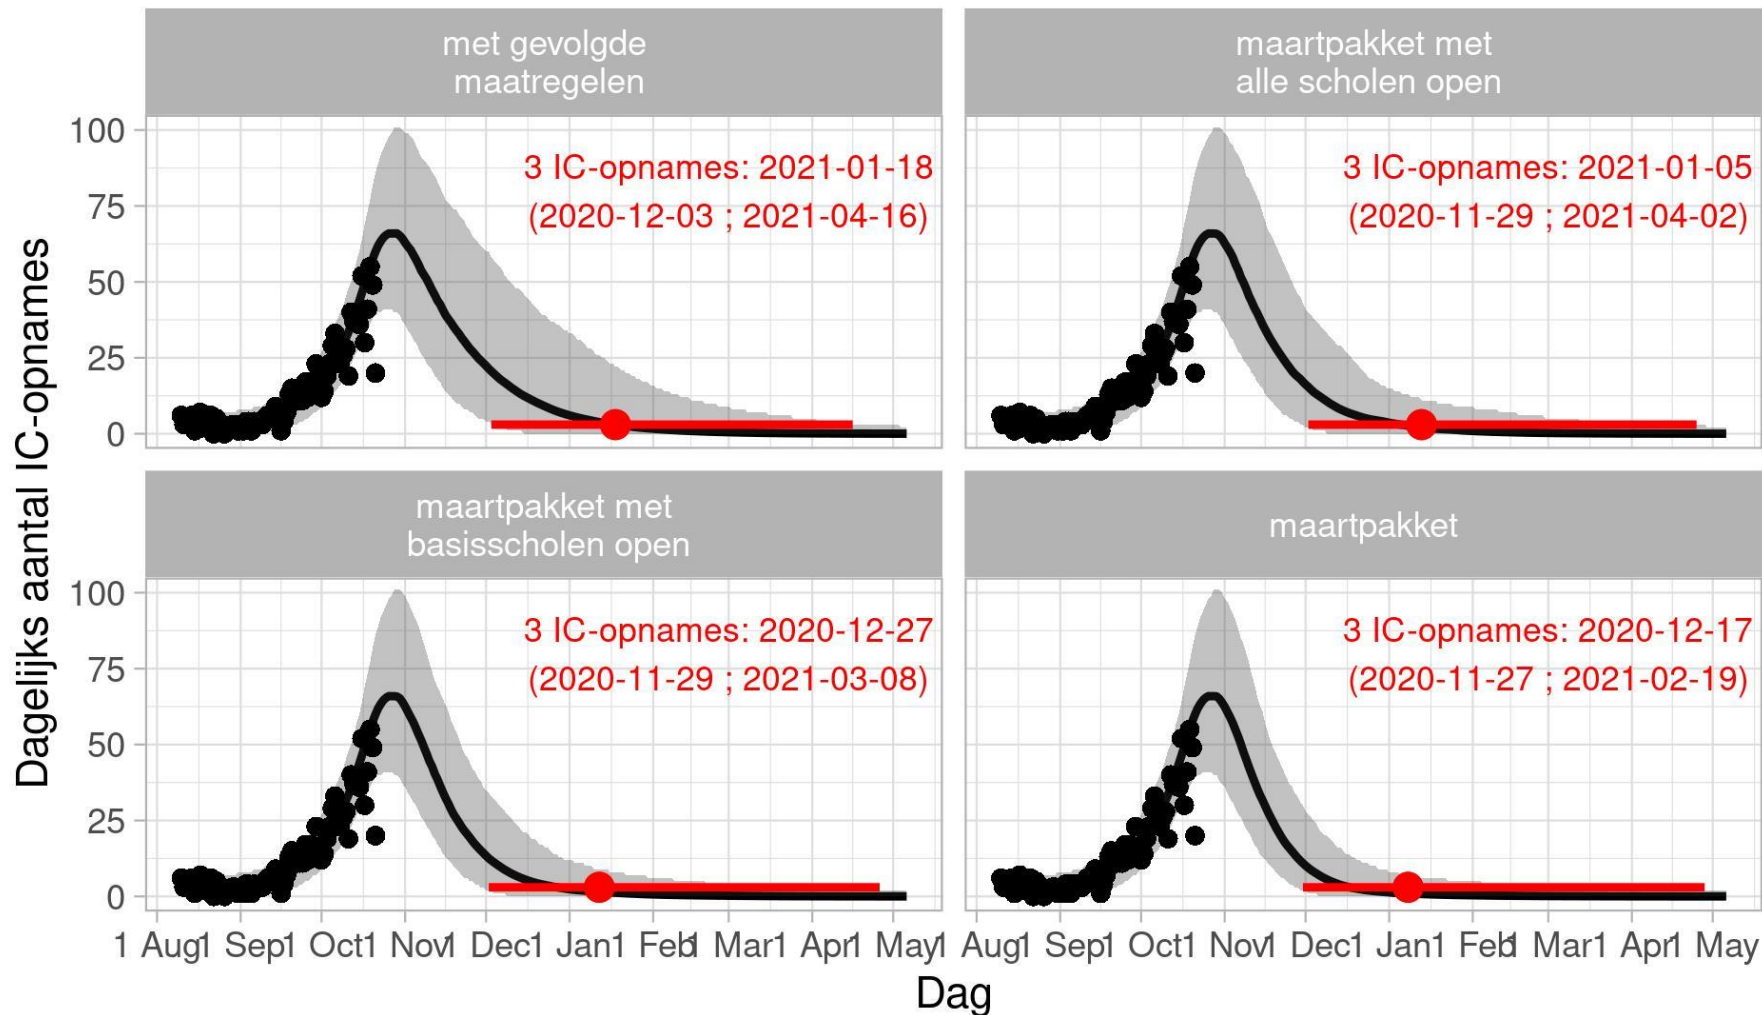 met gevolgde
maatregelen
maartpakket met
alle scholen open
Dagelijks aantal IC-opnames
100
75
50
25
0
3 IC-opnames: 2021-01-18
(2020-12-03 ; 2021-04-16)
3 IC-opnames: 2021-01-05
(2020-11-29 ; 2021-04-02)
maartpakket met
basisscholen open
maartpakket
100
75
50
25
0
3 IC-opnames: 2020-12-27
(2020-11-29 ; 2021-03-08)
3 IC-opnames: 2020-12-17
(2020-11-27 ; 2021-02-19)
1 Aug 1 Sep 1 Oct 1 Nov 1 Dec 1 Jan 1 Feb 1 Mar 1 Apr 1 May
1 Aug 1 Sep 1 Oct 1 Nov 1 Dec 1 Jan 1 Feb 1 Mar 1 Apr 1 May
Dag